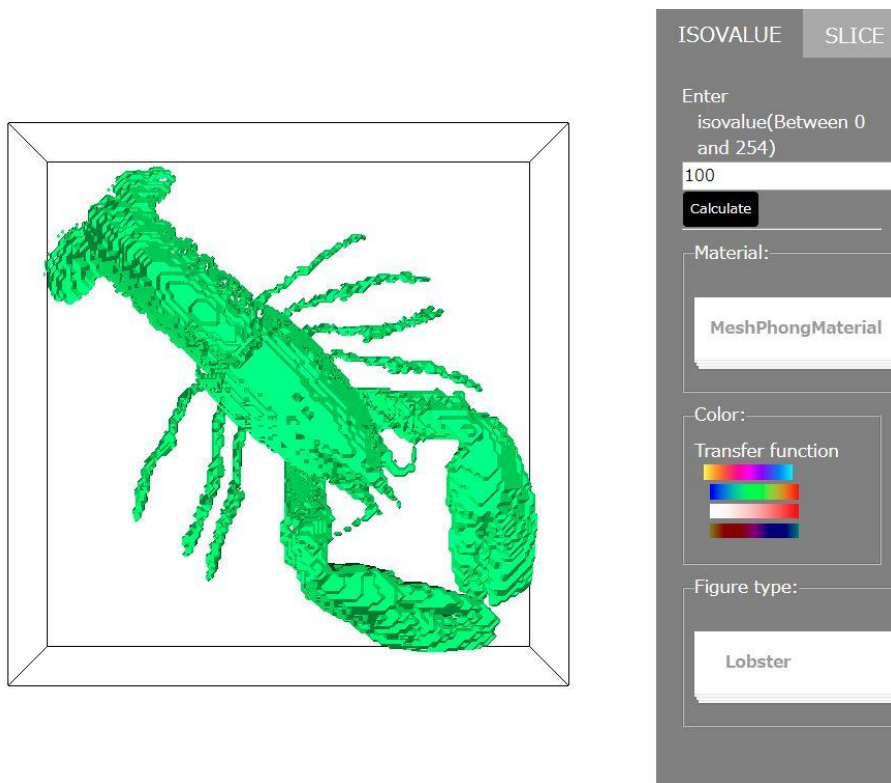 ISOVALUE SLICE
Enter
isovalue(Between 0
and 254)
100
Calculate
Material:
MeshPhongMaterial
Color:
Transfer function
Figure type:
Lobster